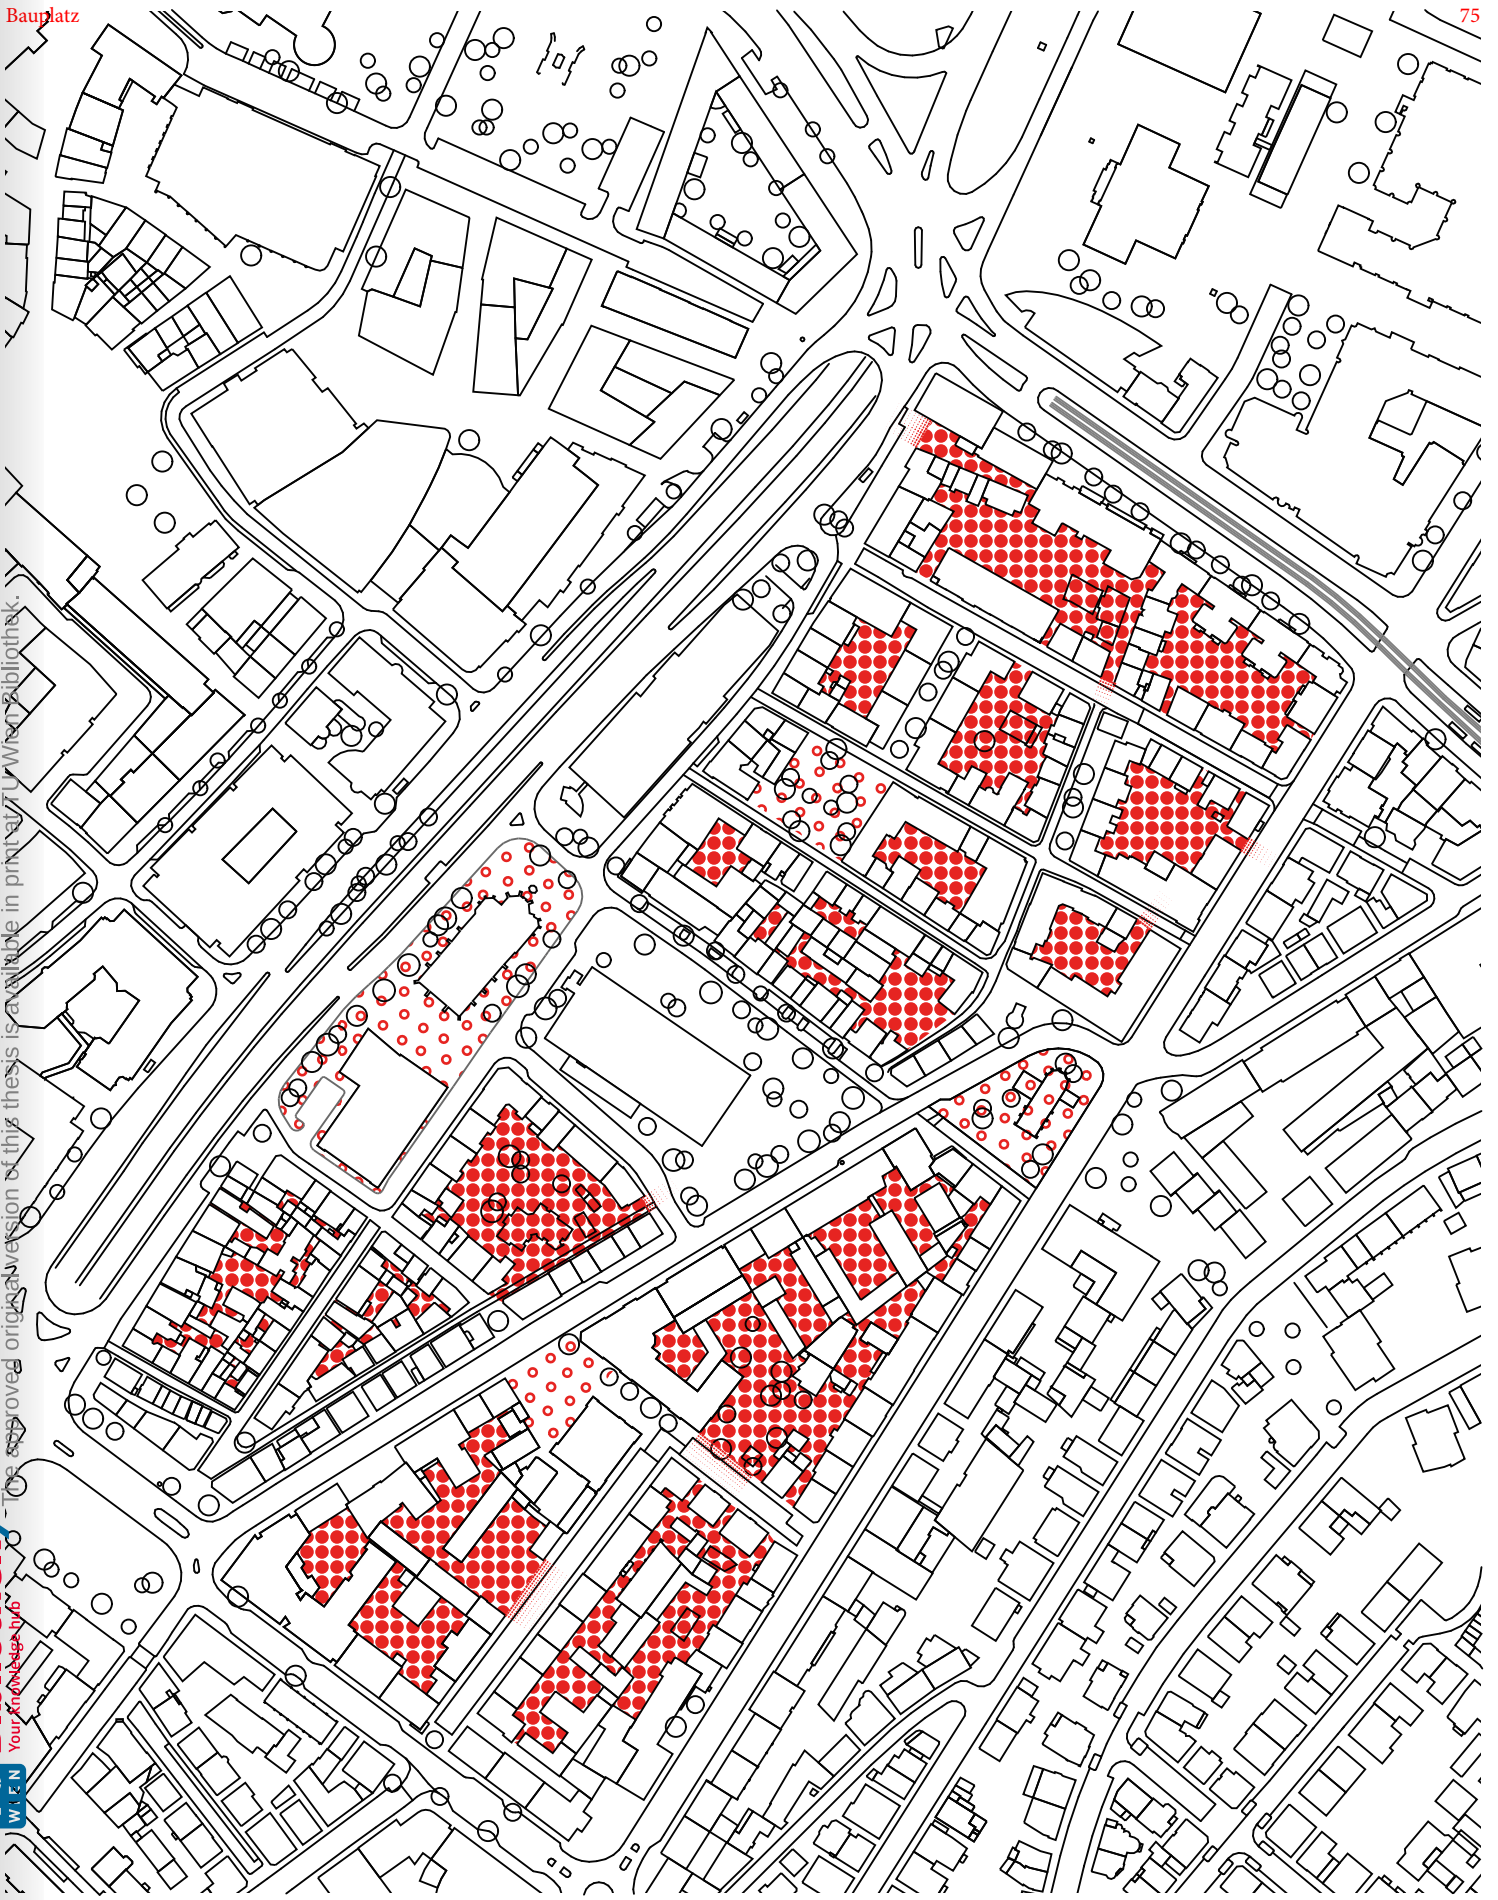 Bauplatz
75
The approved original version of this thesis is available in print at TU Wien Bibliothek.
Your knowledge hub
WIEN